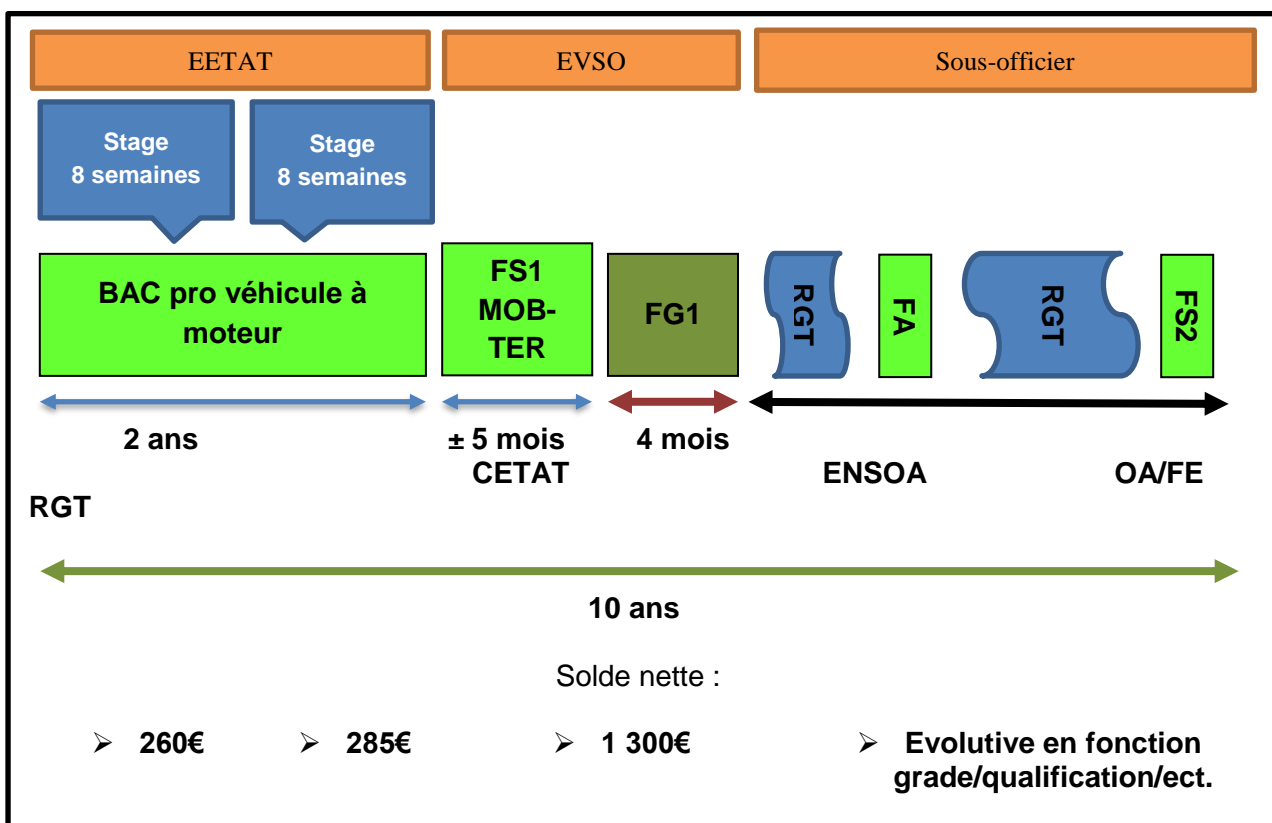 EETAT
EVSO
Sous-officier
Stage
8 semaines
Stage
8 semaines
BAC pro véhicule à
moteur
FS1
MOB-
TER
FG1
RGT
FA
RGT
FS2
2 ans
± 5 mois
4 mois
CETAT
ENSOA
OA/FE
RGT
10 ans
Solde nette :
➢ 260€
➢ 285€
➢ 1 300€
➢ Evolutive en fonction
grade/qualification/ect.